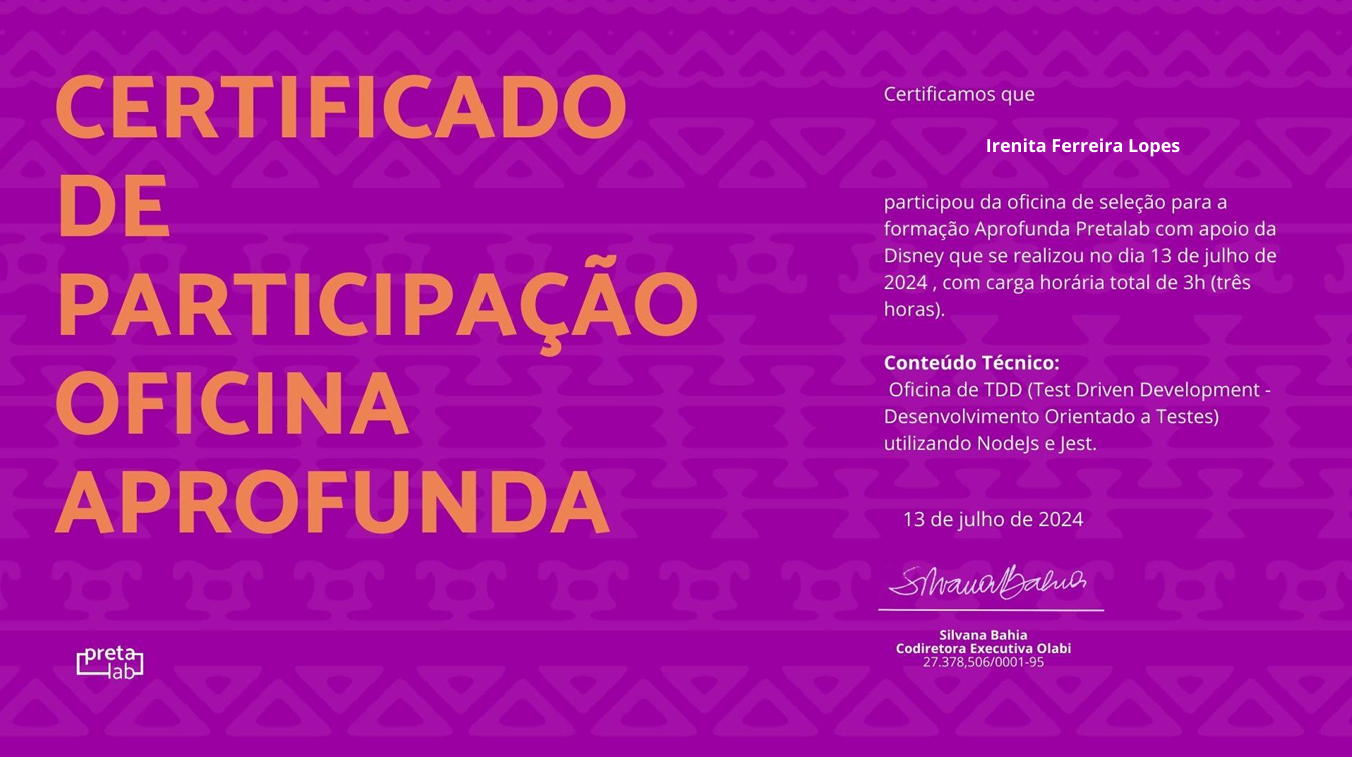 CERTIFICADO
DE
PARTICIPAÇÃO
OFICINA
APROFUNDA
preta
lab
Certificamos que
Irenita Ferreira Lopes
participou da oficina de seleção para a
formação Aprofunda Pretalab com apoio da
Disney que se realizou no dia 13 de julho de
2024 , com carga horária total de 3h (três
horas).
Conteúdo Técnico:
Oficina de TDD (Test Driven Development -
Desenvolvimento Orientado a Testes)
utilizando NodeJs e Jest.
13 de julho de 2024
Silvana Bahia
Silvana Bahia
Codiretora Executiva Olabi
27.378,506/0001-95